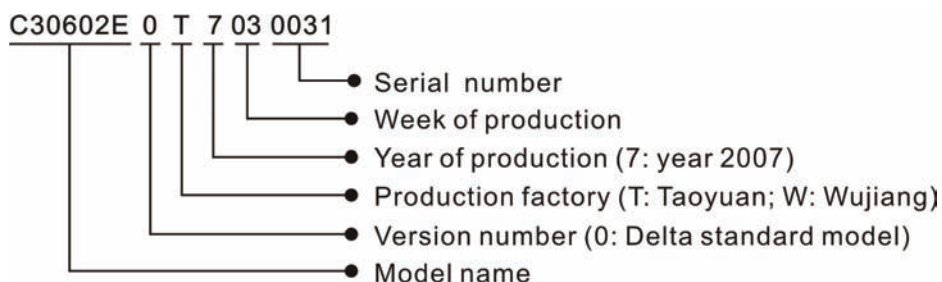 C30602E 0 T 7 03 0031
Serial number
Week of production
Year of production (7: year 2007)
Production factory (T: Taoyuan; W: Wujiang)
Version number (0: Delta standard model)
Model name